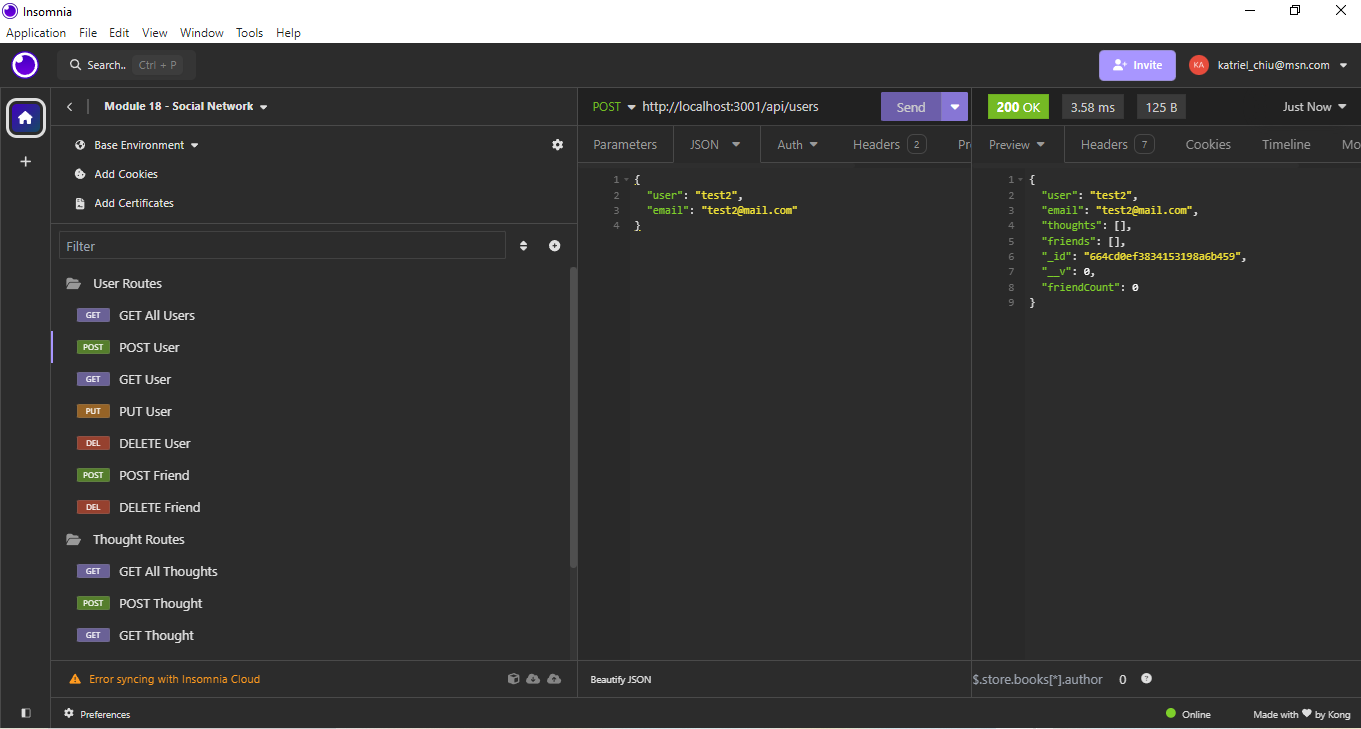 Insomnia
Application File Edit View Window Tools Help
Search.. Ctrl + P
Invite
KA katriel_chiu@msn.com
Module 18 - Social Network
Base Environment
Add Cookies
Add Certificates
Filter
User Routes
GET GET All Users
POST POST User
GET GET User
PUT PUT User
DEL DELETE User
POST POST Friend
DEL DELETE Friend
Thought Routes
GET GET All Thoughts
POST POST Thought
GET GET Thought
Error syncing with Insomnia Cloud
POST http://localhost:3001/api/users Send
Parameters JSON Auth Headers 2 Pr
1 {
2 "user": "test2",
3 "email": "test2@mail.com"
4 }
Beautify JSON
200 OK 3.58 ms 125 B Just Now
Preview Headers 7 Cookies Timeline Mo
1 {
2 "user": "test2",
3 "email": "test2@mail.com",
4 "thoughts": [],
5 "friends": [],
6 "_id": "664cd0ef3834153198a6b459",
7 "__v": 0,
8 "friendCount": 0
9 }
$.store.books[*].author 0 ?
Preferences
Online
Made with ♥ by Kong